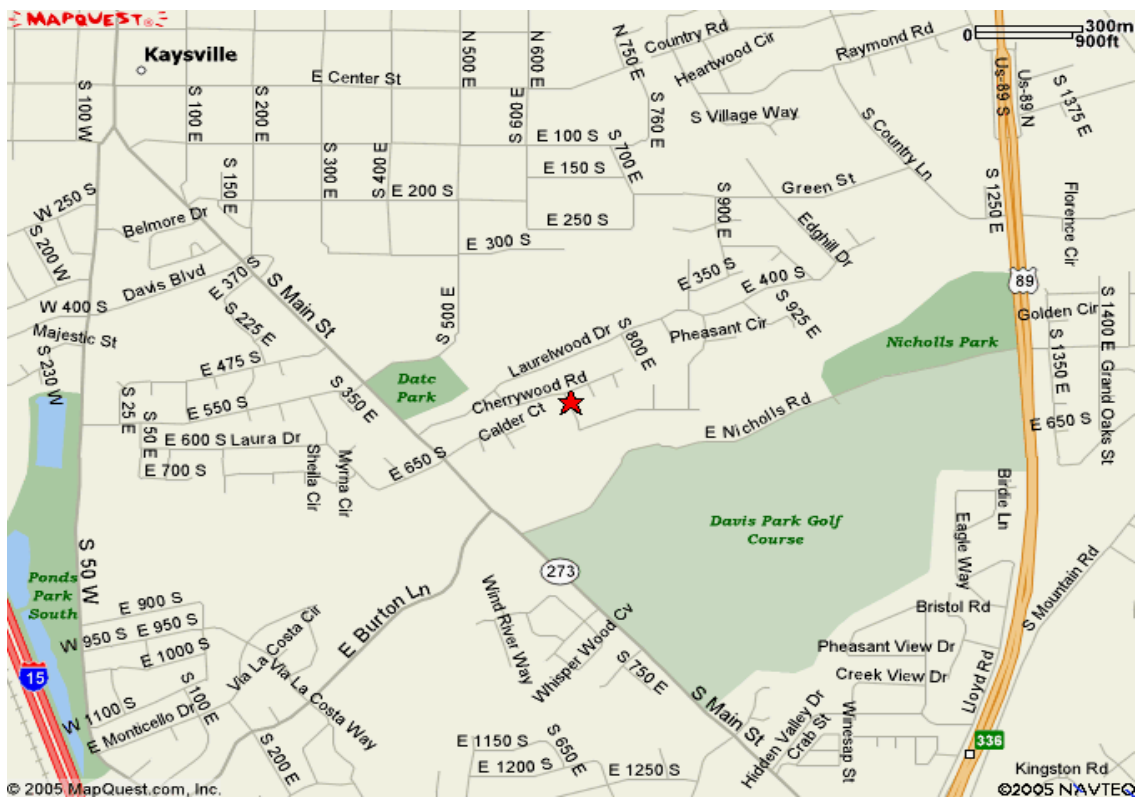 MAPQUEST®
300m
0
900ft
Kaysville
E Center St
N 500 E
N 600 E
N 750 E
Country Rd
Heartwood Cir
Raymond Rd
Us-89 S
Us-89 N
S 1375 E
S 100 W
S 100 E
S 200 E
S 600 E
S 760 E
S Village Way
S Country Ln
E 100 S
S 150 E
S 300 E
S 400 E
E 200 S
E 150 S
S 700 E
S 900 E
Green St
S 1250 E
Florence Cir
W 250 S
S 200 W
Belmore Dr
E 250 S
E 300 S
Edghill Dr
Davis Blvd
E 370 S
S Main St
W 400 S
E 350 S
E 400 S
89
S 1400 E
Golden Cir
Majestic St
S 225 E
S 500 E
Laurelwood Dr
S 800 E
Pheasant Cir
S 925 E
Nicholls Park
S 1350 E
Grand Oaks St
S 230 W
E 475 S
S 350 E
Date
Park
Cherrywood Rd
Calder Ct
E Nicholls Rd
S 25 E
S 50 E
E 550 S
E 600 S
Laura Dr
E 650 S
E 650 S
E 700 S
Sheila Cir
Myrna Cir
Birdie Ln
Eagle Way
Davis Park Golf
Course
S 50 W
Ponds
Park
South
273
E Burton Ln
Wind River Way
Whisper Wood Cv
S 750 E
S Mountain Rd
E 900 S
W 950 S
E 950 S
E 1000 S
Via La Costa Cir
Via La Costa Way
Bristol Rd
Pheasant View Dr
Creek View Dr
Lloyd Rd
15
W 1100 S
S 100 E
E Monticello Dr
S 200 E
S Main St
Hidden Valley Dr
Crab St
Winesap St
336
E 1150 S
S 650 E
E 1200 S
E 1250 S
Kingston Rd
© 2005 MapQuest.com, Inc.
©2005 NAVTEQ